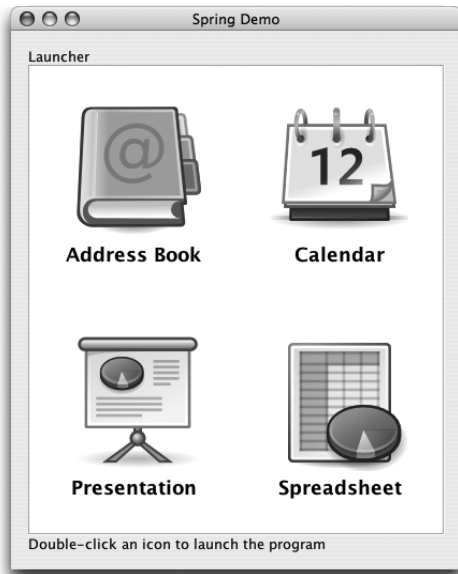 Spring Demo
Launcher
@
12
Address Book
Calendar
Presentation
Spreadsheet
Double-click an icon to launch the program